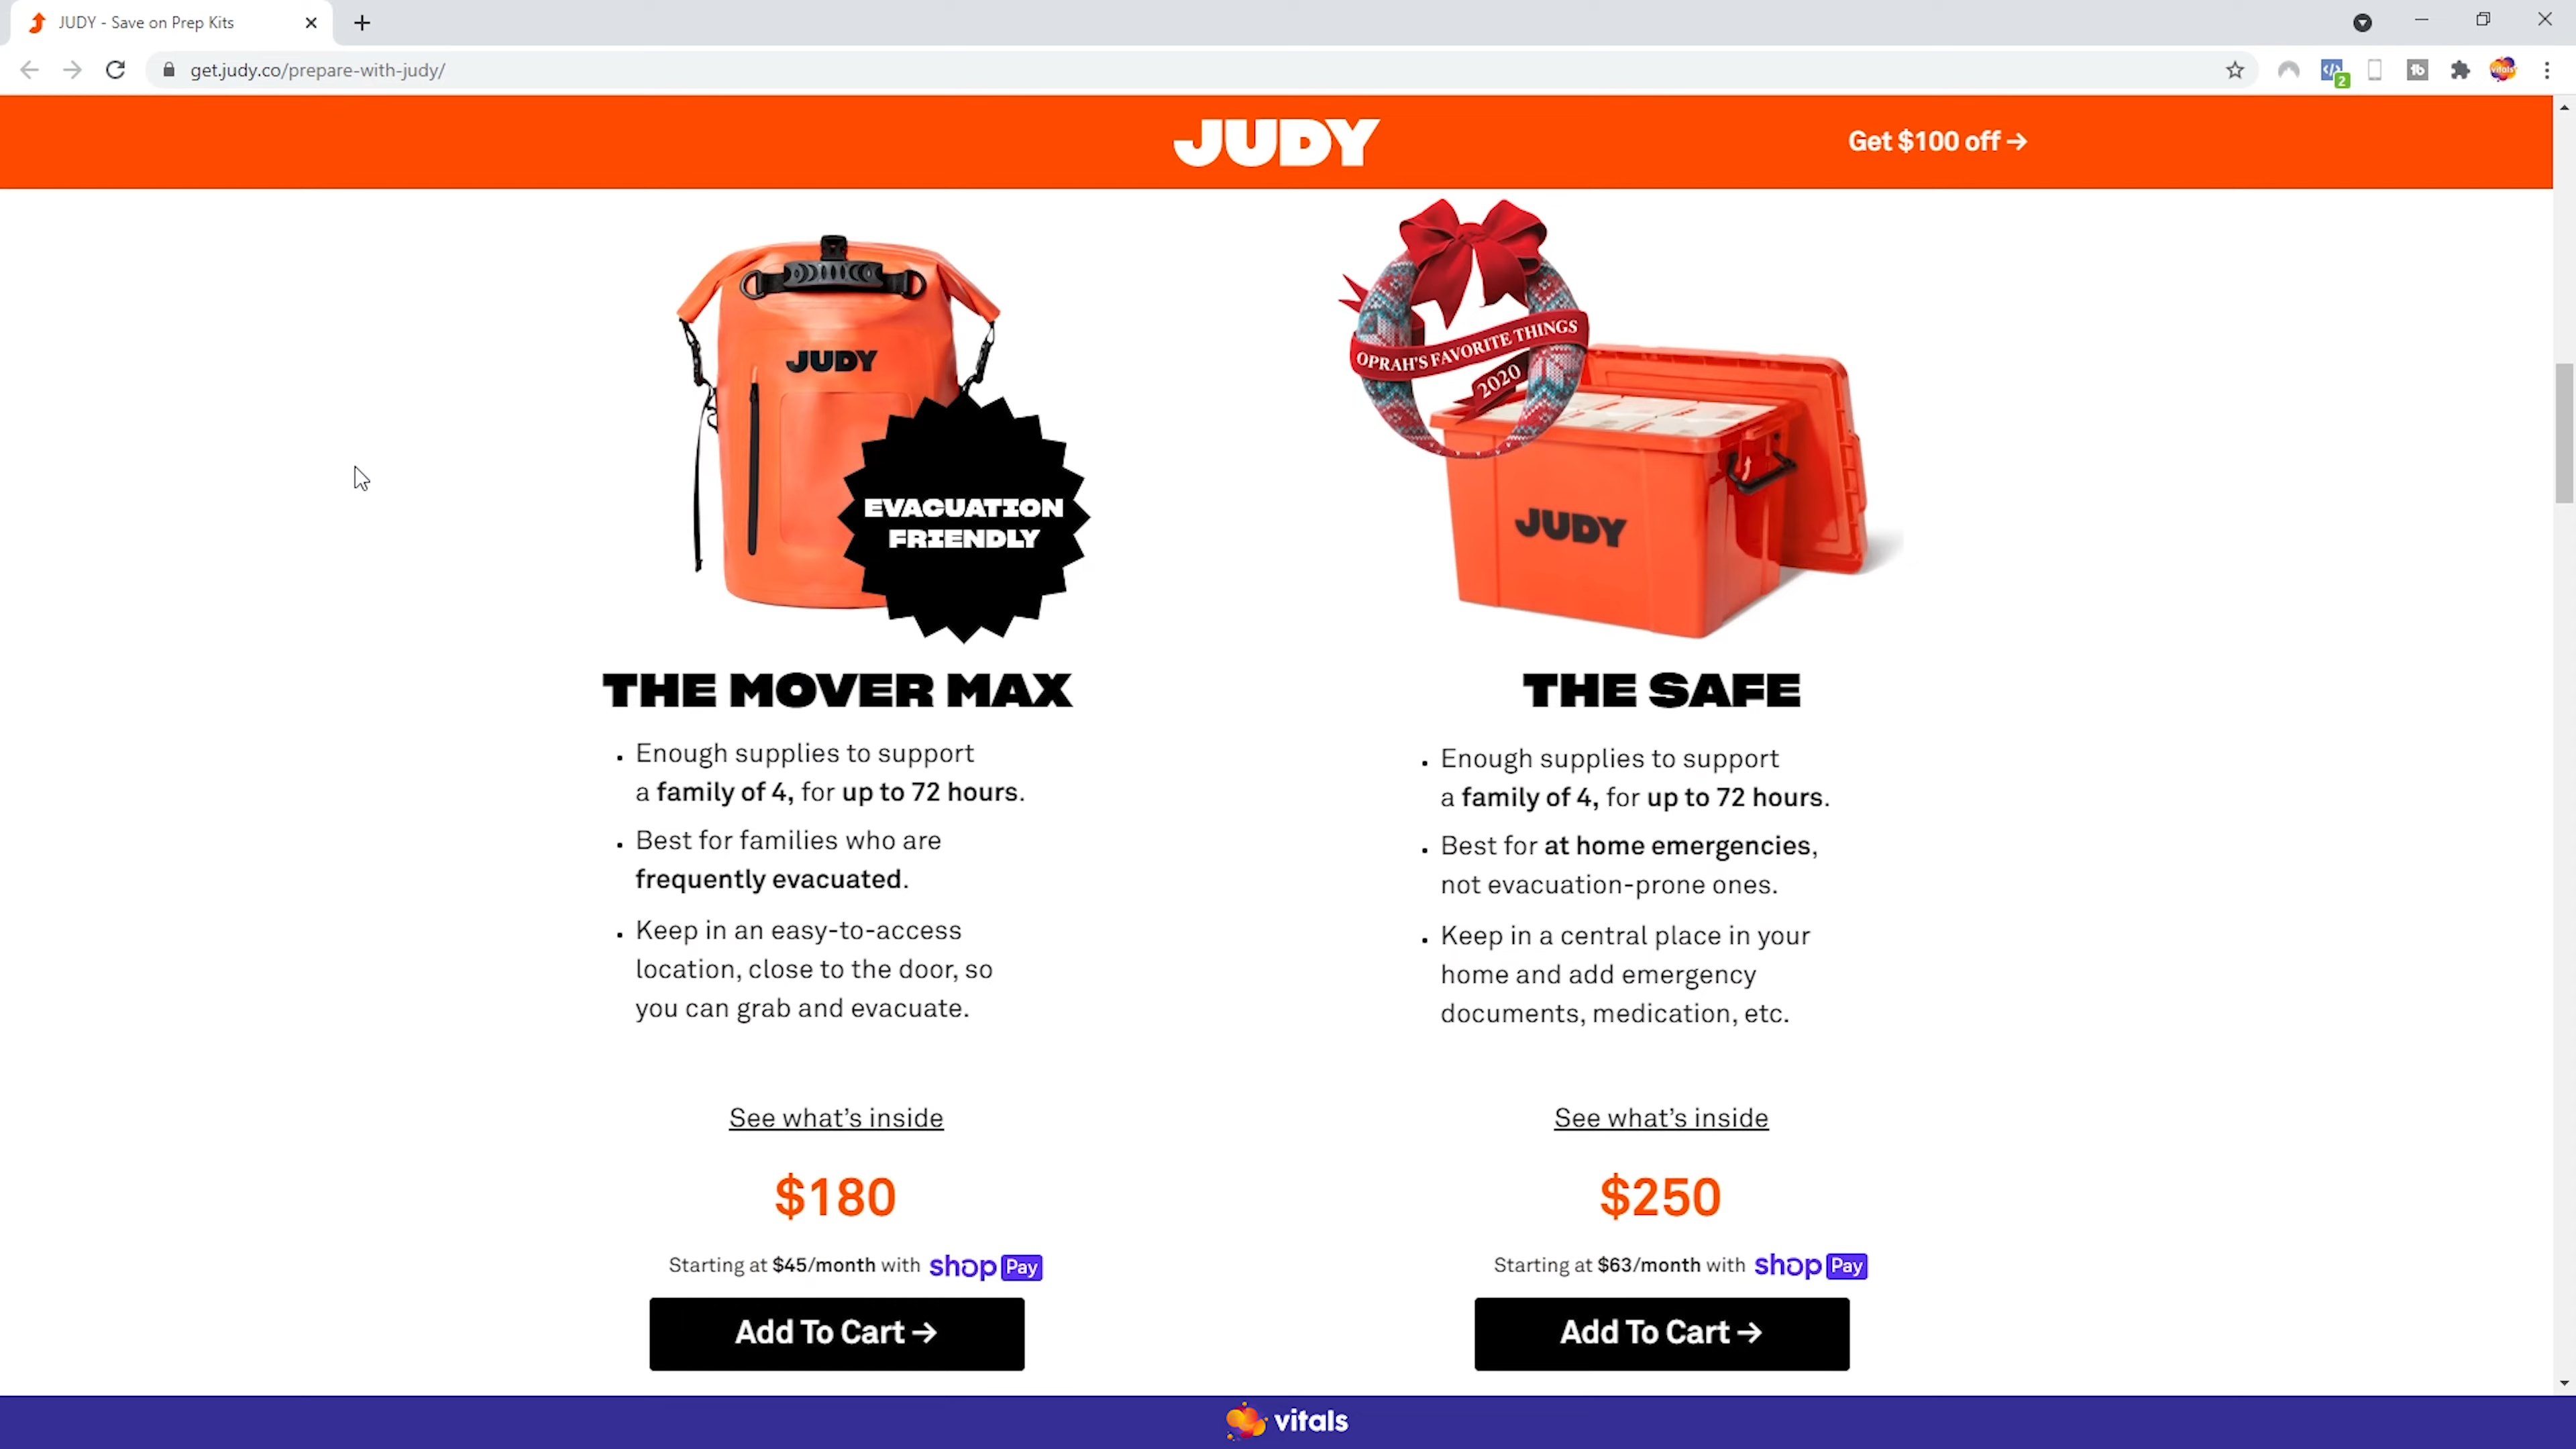 JUDY - Save on Prep Kits
get.judy.co/prepare-with-judy/
2
JUDY
Get $100 off →
JUDY
EVACUATION
FRIENDLY
OPRAH'S FAVORITE THINGS
2020
JUDY
THE MOVER MAX
• Enough supplies to support
a family of 4, for up to 72 hours.
• Best for families who are
frequently evacuated.
• Keep in an easy-to-access
location, close to the door, so
you can grab and evacuate.
See what's inside
$180
Starting at $45/month with shop Pay
Add To Cart →
THE SAFE
• Enough supplies to support
a family of 4, for up to 72 hours.
• Best for at home emergencies,
not evacuation-prone ones.
• Keep in a central place in your
home and add emergency
documents, medication, etc.
See what's inside
$250
Starting at $63/month with shop Pay
Add To Cart →
vitals